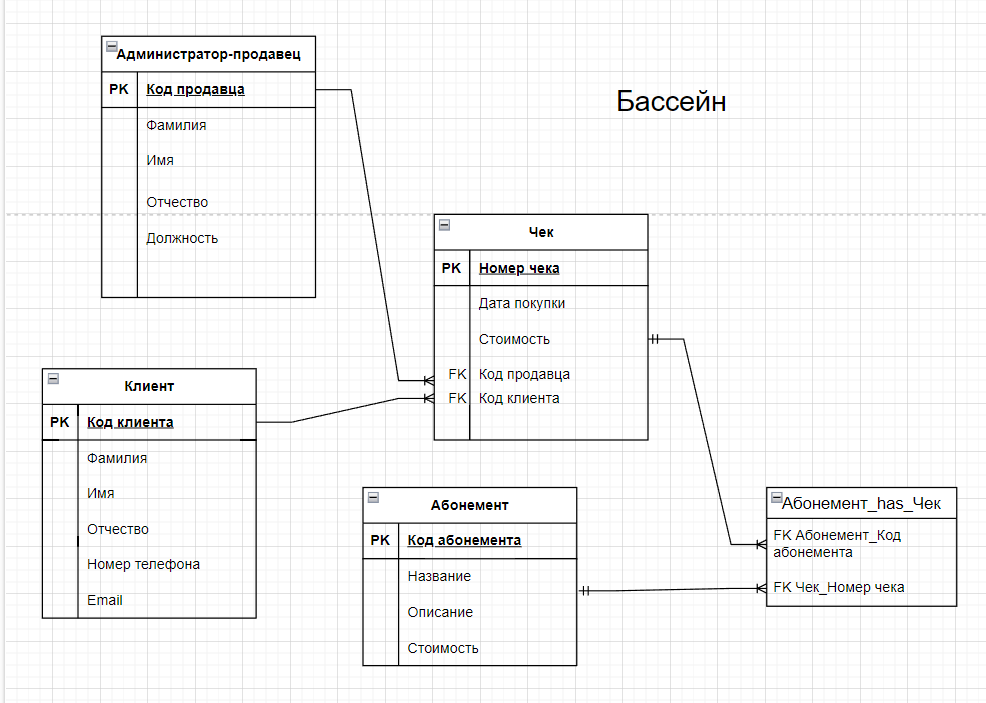 Администратор-продавец
PK Код продавца
Фамилия
Имя
Отчество
Должность
Бассейн
Чек
PK Номер чека
Дата покупки
Стоимость
FK Код продавца
FK Код клиента
Клиент
PK Код клиента
Фамилия
Имя
Отчество
Номер телефона
Email
Абонемент
PK Код абонемента
Название
Описание
Стоимость
Абонемент_has_Чек
FK Абонемент_Код
абонемента
FK Чек_Номер чека